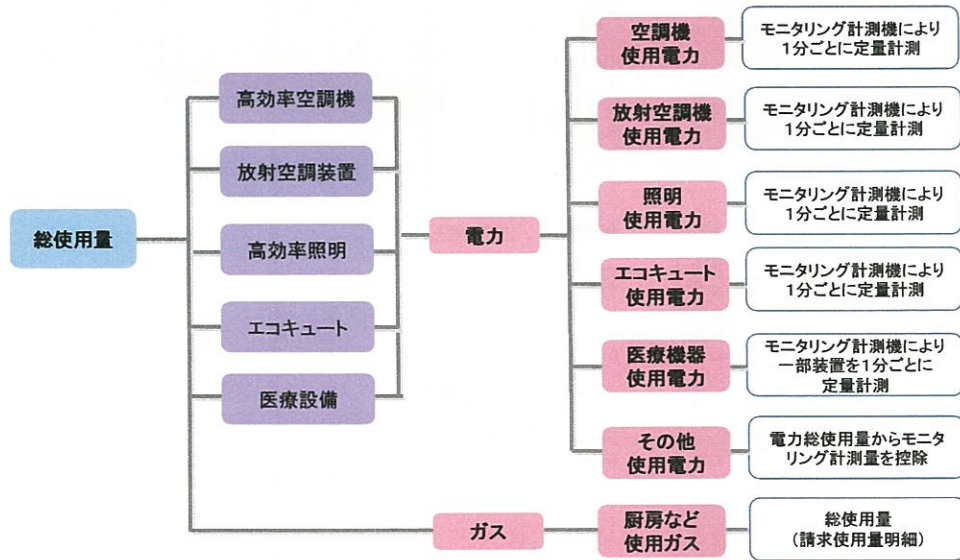 総使用量
高効率空調機
放射空調装置
高効率照明
エコキュート
医療設備
電力
ガス
空調機
使用電力
モニタリング計測機により
1分ごとに定量計測
放射空調機
使用電力
モニタリング計測機により
1分ごとに定量計測
照明
使用電力
モニタリング計測機により
1分ごとに定量計測
エコキュート
使用電力
モニタリング計測機により
1分ごとに定量計測
医療機器
使用電力
モニタリング計測機により
一部装置を1分ごとに
定量計測
その他
使用電力
電力総使用量からモニタ
リング計測量を控除
厨房など
使用ガス
総使用量
(請求使用量明細)